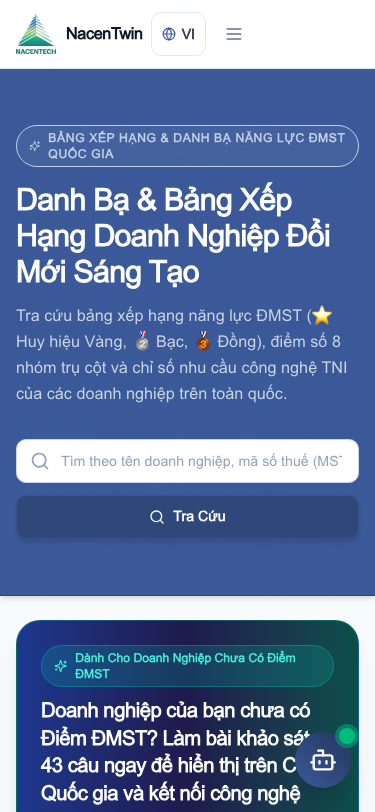 NACENTECH
NacenTwin
VI
BẢNG XẾP HẠNG & DANH BẠ NĂNG LỰC ĐMST
QUỐC GIA
Danh Bạ & Bảng Xếp
Hạng Doanh Nghiệp Đổi
Mới Sáng Tạo
Tra cứu bảng xếp hạng năng lực ĐMST (⭐
Huy hiệu Vàng, 🥈 Bạc, 🥉 Đồng), điểm số 8
nhóm trụ cột và chỉ số nhu cầu công nghệ TNI
của các doanh nghiệp trên toàn quốc.
Tìm theo tên doanh nghiệp, mã số thuế (MST
Tra Cứu
Dành Cho Doanh Nghiệp Chưa Có Điểm
ĐMST
Doanh nghiệp của bạn chưa có
Điểm ĐMST? Làm bài khảo sát
43 câu ngay để hiển thị trên C
Quốc gia và kết nối công nghệ